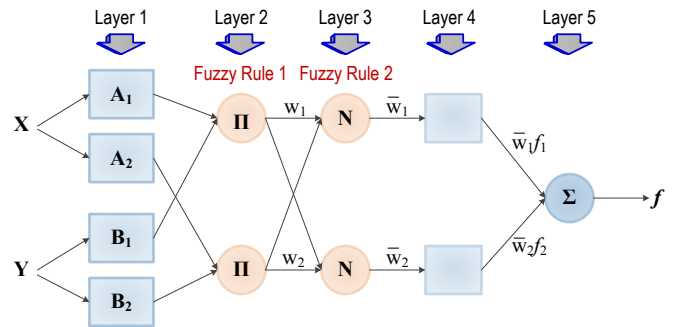 Layer 1 Layer 2 Layer 3 Layer 4 Layer 5
Fuzzy Rule 1 Fuzzy Rule 2
A₁
w₁
w̅₁
X
Π
N
A₂
w̅₁f₁
Σ
f
B₁
w̅₂f₂
Y
w₂
w̅₂
Π
N
B₂